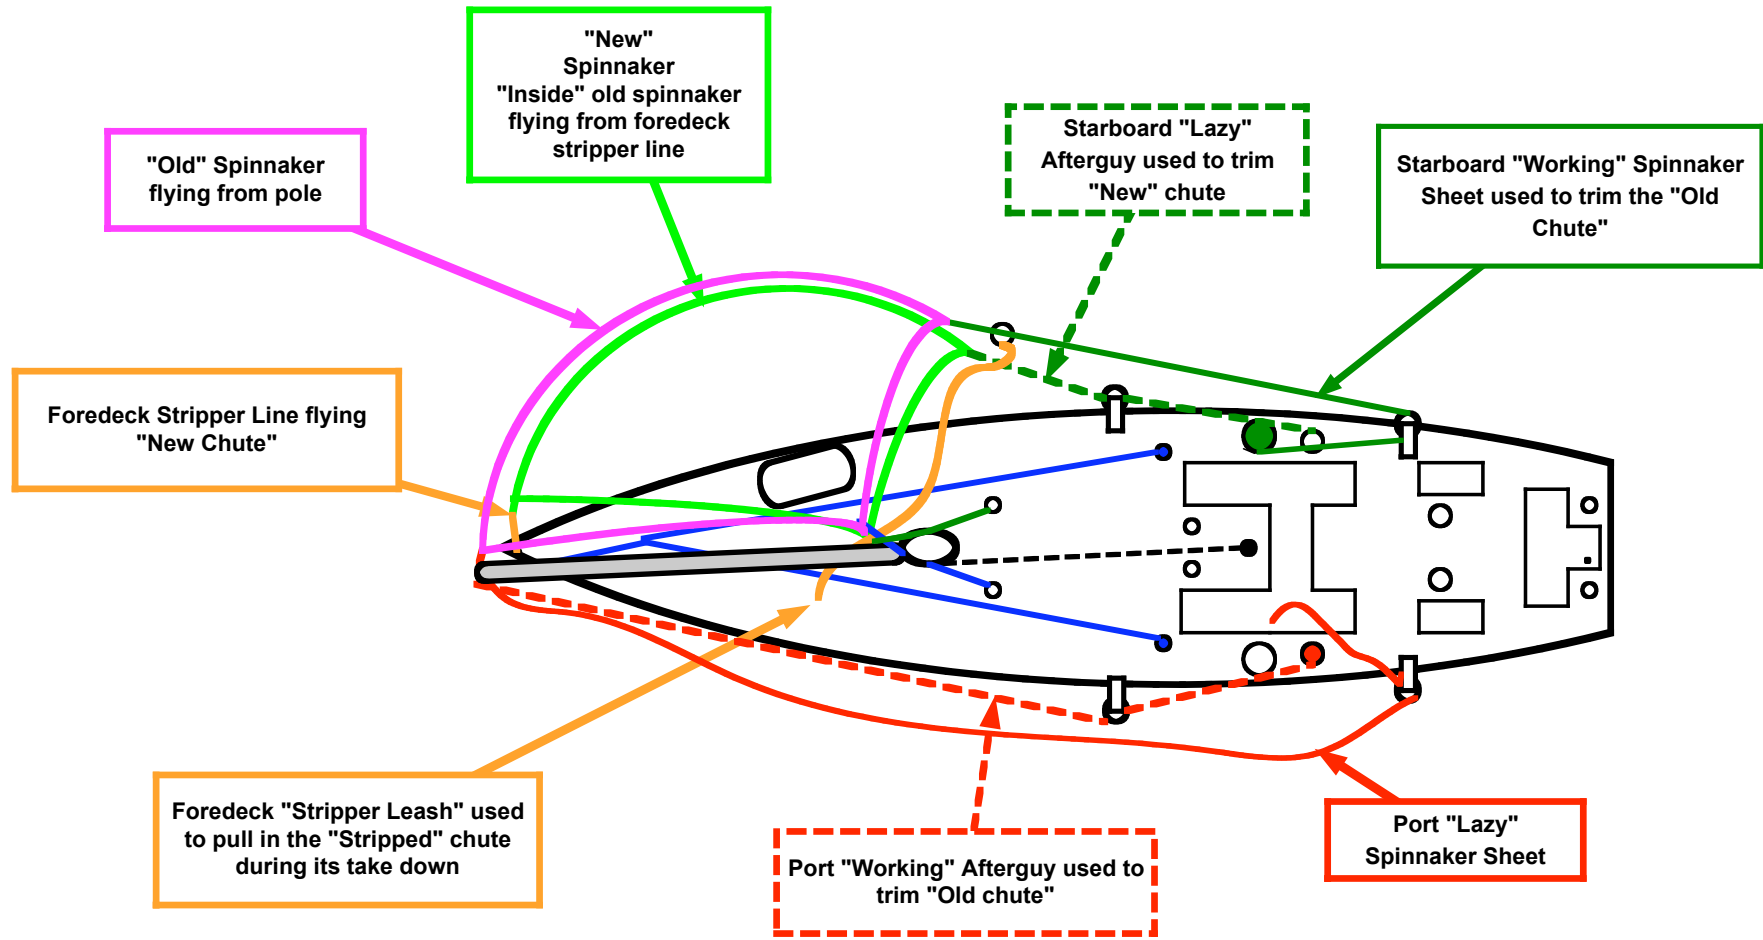 "New"
Spinnaker
"Inside" old spinnaker
flying from foredeck
stripper line
"Old" Spinnaker
flying from pole
Starboard "Lazy"
Afterguy used to trim
"New" chute
Starboard "Working" Spinnaker
Sheet used to trim the "Old
Chute"
Foredeck Stripper Line flying
"New Chute"
Foredeck "Stripper Leash" used
to pull in the "Stripped" chute
during its take down
Port "Working" Afterguy used to
trim "Old chute"
Port "Lazy"
Spinnaker Sheet